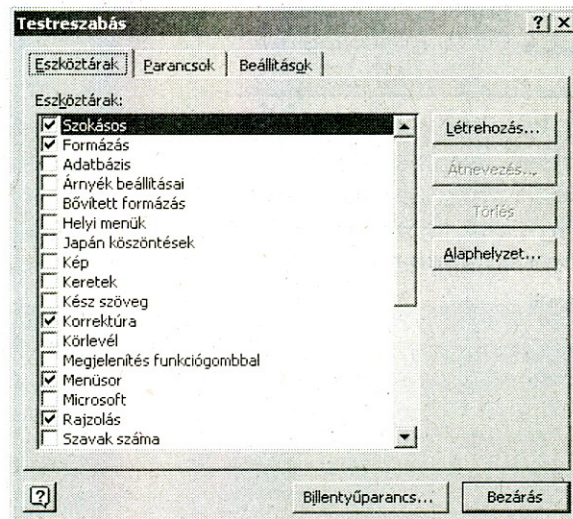 Testreszabás
Eszköztárak Parancsok Beállítások
Eszköztárak:
Szokásos
Formázás
Adatbázis
Árnyék beállításai
Bővített formázás
Helyi menük
Japán köszöntések
Kép
Keretek
Kész szöveg
Korrektúra
Körlevél
Megjelenítés funkciógombbal
Menüsor
Microsoft
Rajzolás
Szavak száma
Létrehozás...
Átnevezés...
Törlés
Alaphelyzet...
Billentyűparancs... Bezárás